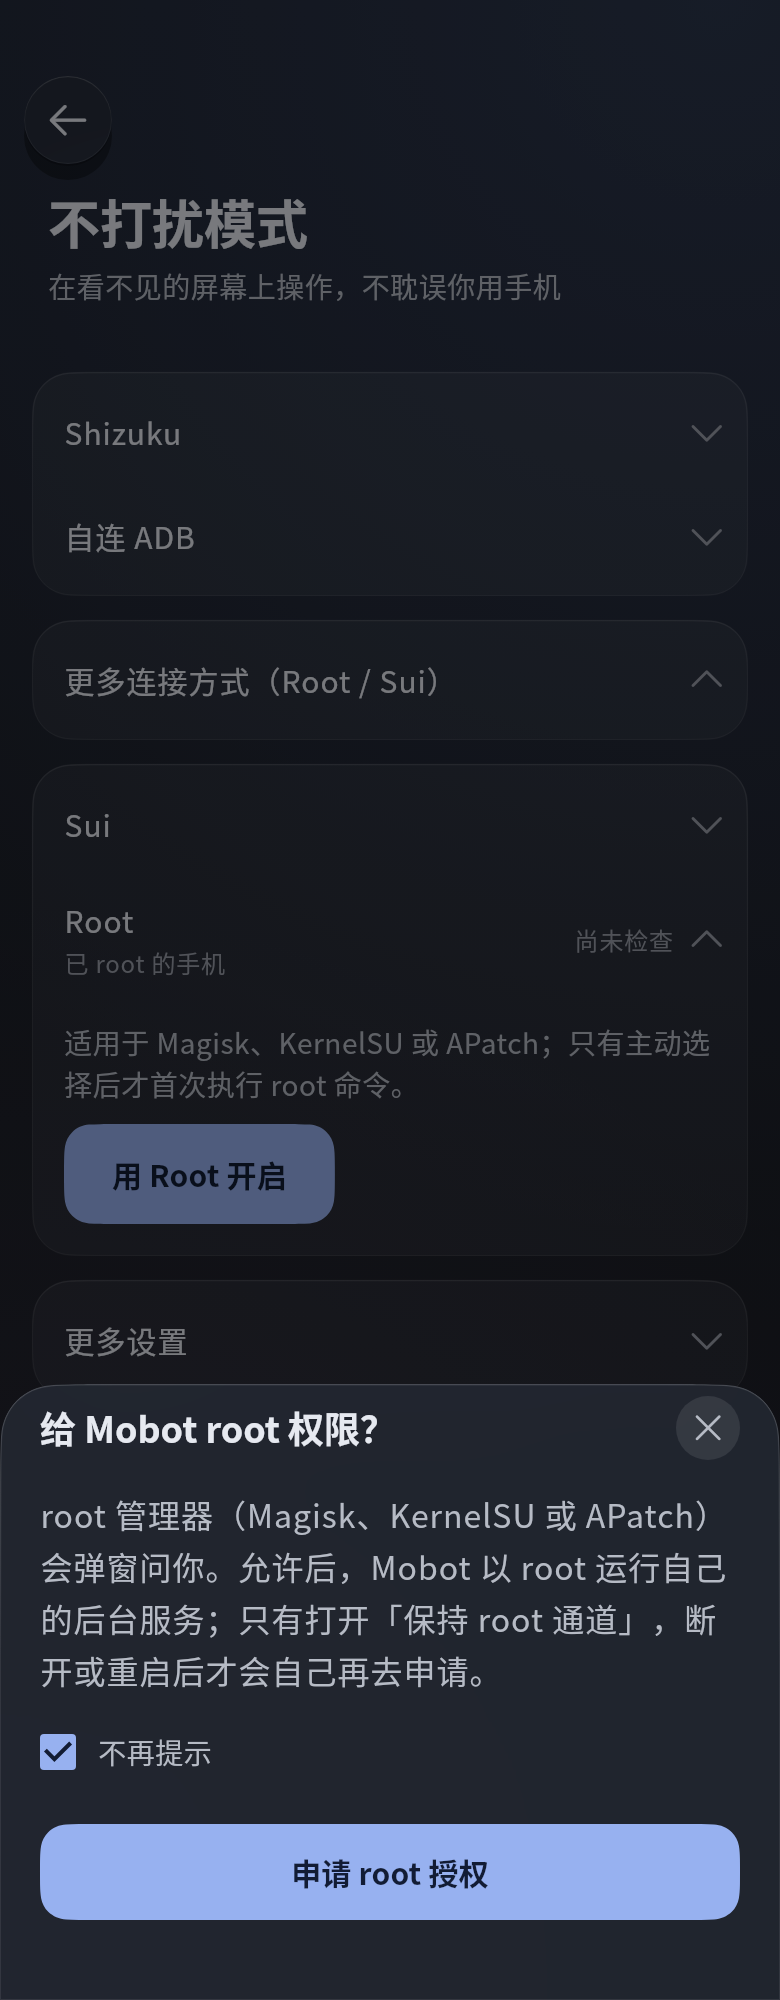 不打扰模式
在看不见的屏幕上操作，不耽误你用手机
Shizuku
自连 ADB
更多连接方式（Root / Sui）
Sui
Root
已 root 的手机
尚未检查
适用于 Magisk、KernelSU 或 APatch；只有主动选
择后才首次执行 root 命令。
用 Root 开启
更多设置
给 Mobot root 权限？
root 管理器（Magisk、KernelSU 或 APatch）
会弹窗问你。允许后，Mobot 以 root 运行自己
的后台服务；只有打开「保持 root 通道」，断
开或重启后才会自己再去申请。
不再提示
申请 root 授权